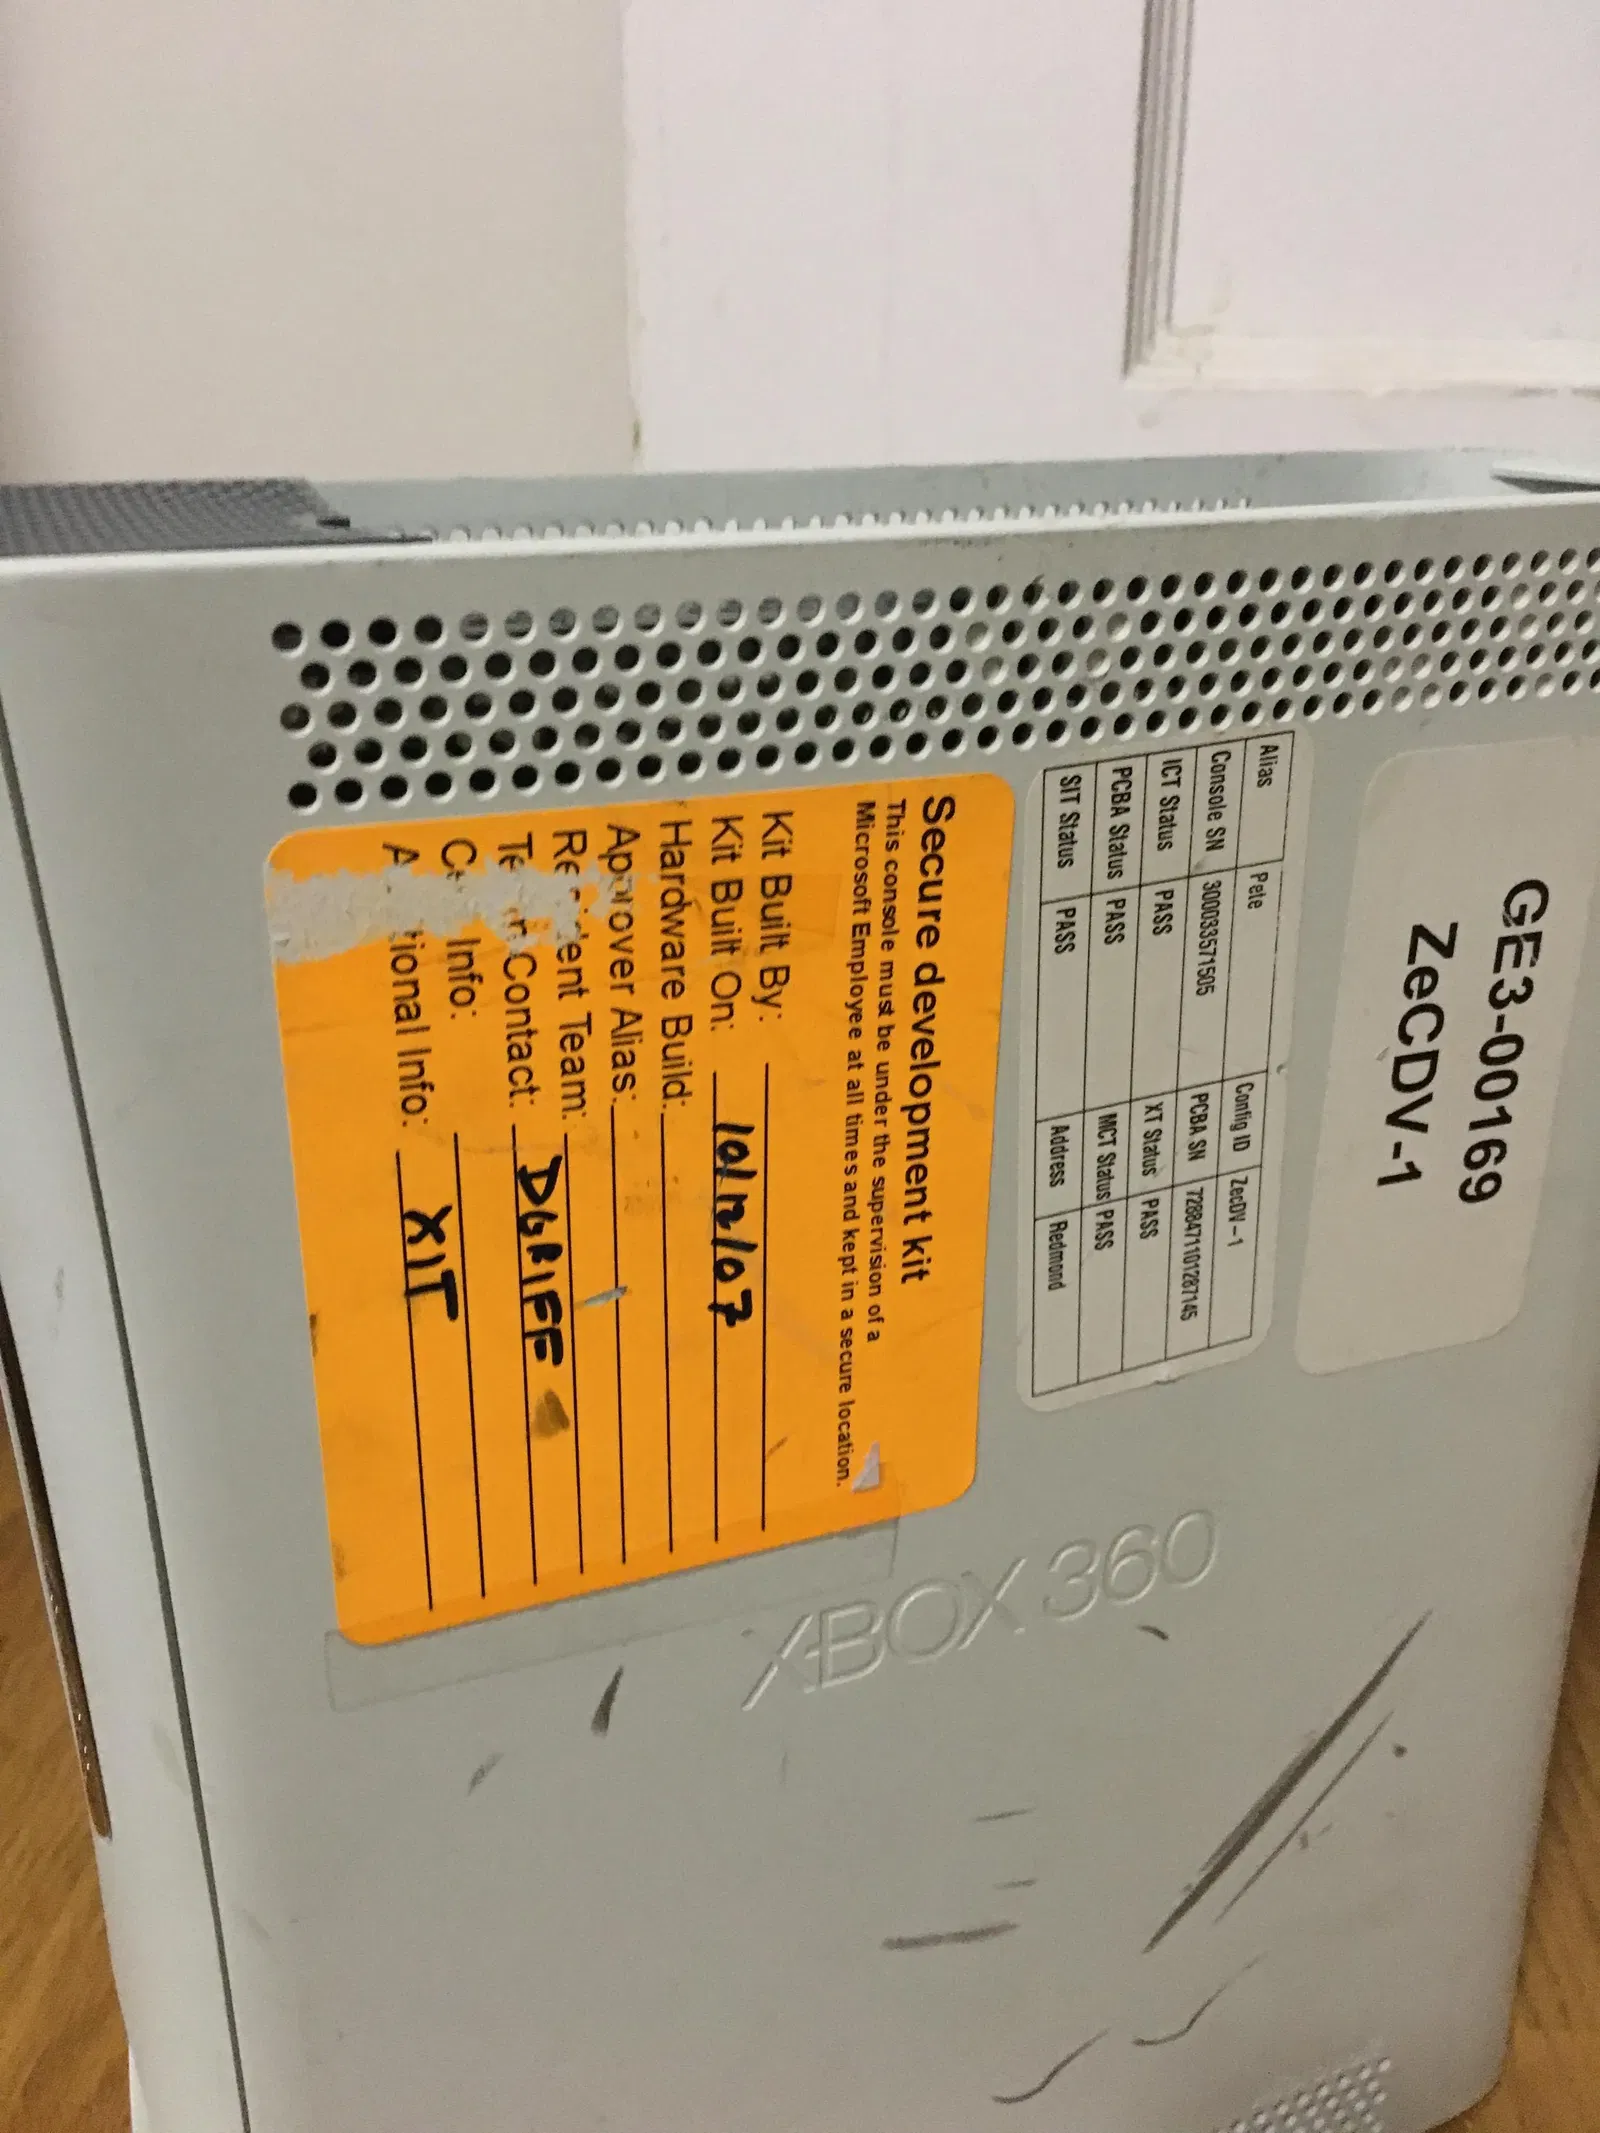 GE3-00169
ZeCDV-1
Alias Pete Config ID ZecDV-1
Console SN 300033571505 PCBA SN 7288471101287145
ICT Status PASS XT Status PASS
PCBA Status PASS MCT Status PASS
SIT Status PASS Address Redmond
Secure development kit
This console must be under the supervision of a
Microsoft Employee at all times and kept in a secure location.
Kit Built By:
Kit Built On: 10/12/07
Hardware Build:
Approver Alias:
Team:
Contact: DGRIFF
Info:
Info: XIT
XBOX 360